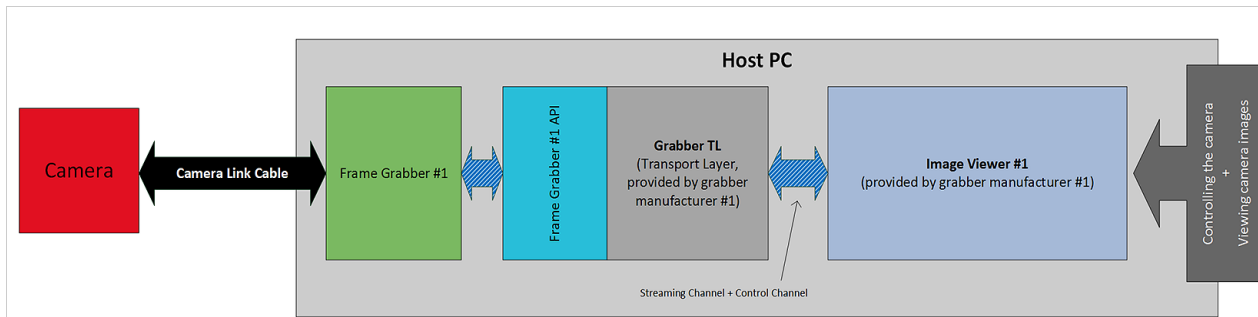 Host PC
Camera
Camera Link Cable
Frame Grabber #1
Frame Grabber #1 API
Grabber TL
(Transport Layer,
provided by grabber
manufacturer #1)
Image Viewer #1
(provided by grabber manufacturer #1)
Controlling the camera
+
Viewing camera images
Streaming Channel + Control Channel